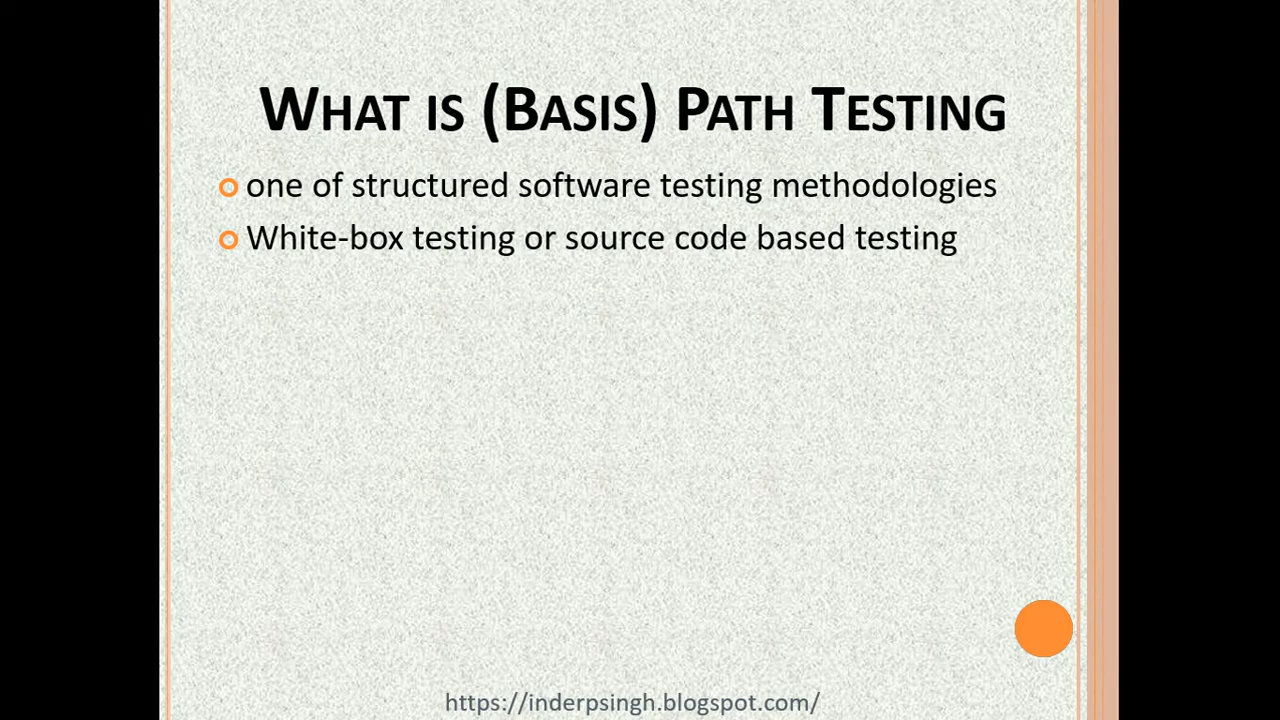 What is (Basis) Path Testing
one of structured software testing methodologies
White-box testing or source code based testing
https://inderpsingh.blogspot.com/